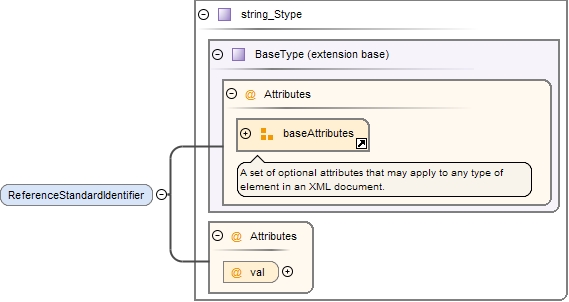 string_Stype
BaseType (extension base)
@ Attributes
baseAttributes
A set of optional attributes that may apply to any type of
element in an XML document.
ReferenceStandardIdentifier
@ Attributes
@ val